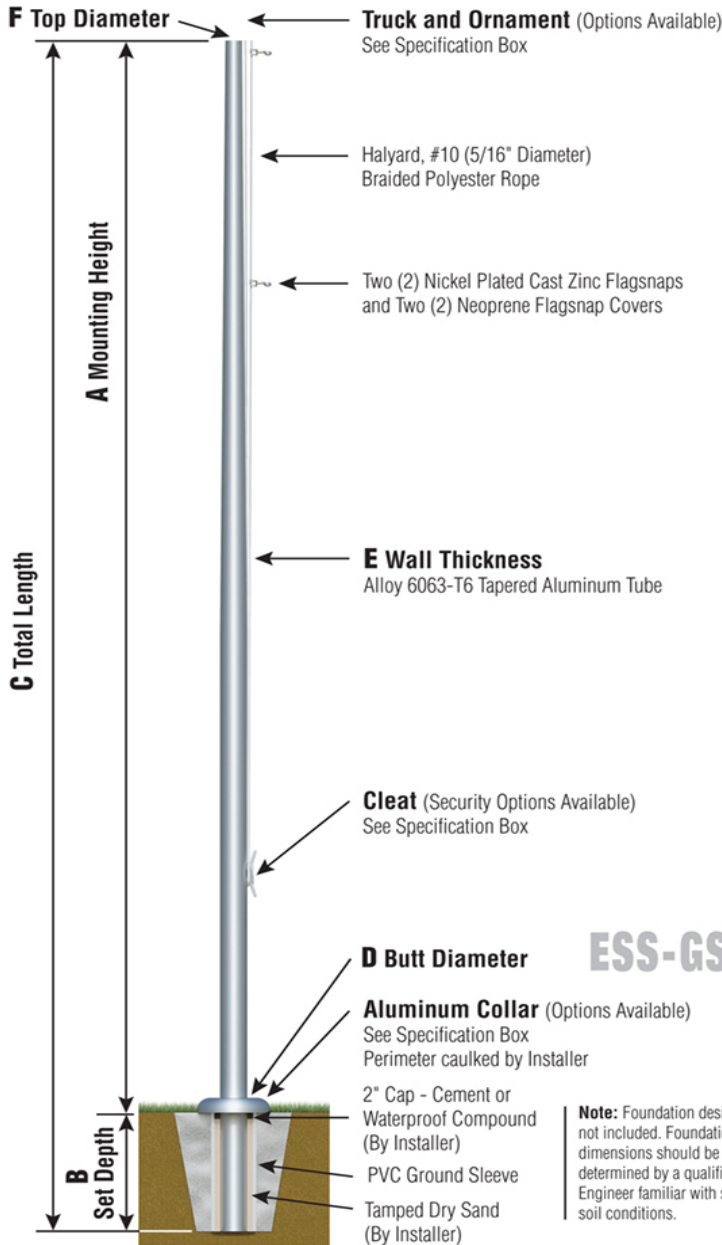 F Top Diameter
Truck and Ornament (Options Available)
See Specification Box
Halyard, #10 (5/16" Diameter)
Braided Polyester Rope
A Mounting Height
Two (2) Nickel Plated Cast Zinc Flagsnaps
and Two (2) Neoprene Flagsnap Covers
E Wall Thickness
Alloy 6063-T6 Tapered Aluminum Tube
C Total Length
Cleat (Security Options Available)
See Specification Box
D Butt Diameter
ESS-GS
Aluminum Collar (Options Available)
See Specification Box
Perimeter caulked by Installer
2" Cap - Cement or
Waterproof Compound
(By Installer)
PVC Ground Sleeve
Tamped Dry Sand
(By Installer)
B
Set Depth
Note: Foundation desi
not included. Foundatio
dimensions should be
determined by a qualifi
Engineer familiar with s
soil conditions.